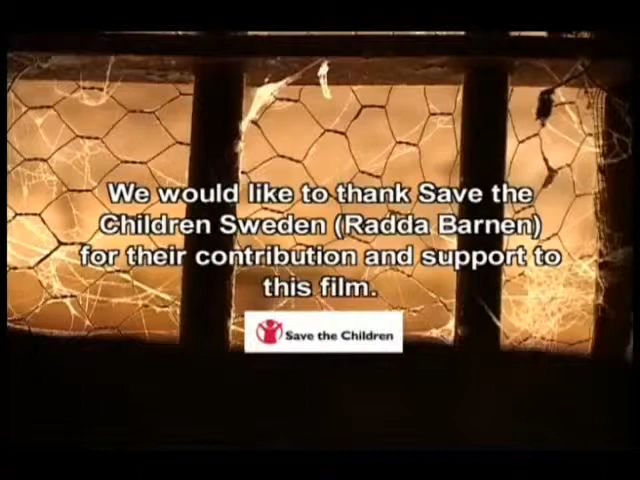 We would like to thank Save the
Children Sweden (Radda Barnen)
for their contribution and support to
this film.
Save the Children